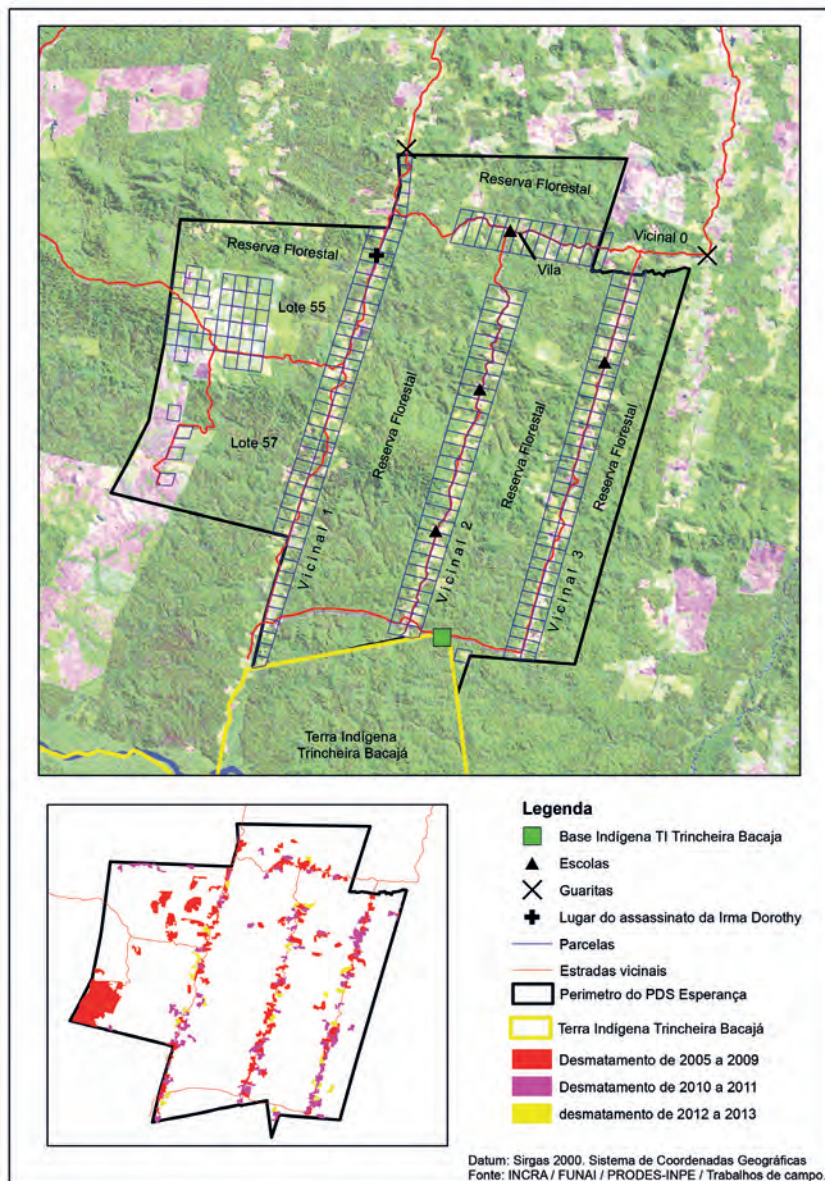 Reserva Florestal
Vicinal 0
Vila
Reserva Florestal
Lote 55
Reserva Florestal
Reserva Florestal
Reserva Florestal
Lote 57
Vicinal 1
Vicinal 2
Vicinal 3
Terra Indígena
Trincheira Bacajá
Legenda
Base Indígena TI Trincheira Bacaja
Escolas
Guaritas
Lugar do assassinato da Irma Dorothy
Parcelas
Estradas vicinais
Perimetro do PDS Esperança
Terra Indígena Trincheira Bacajá
Desmatamento de 2005 a 2009
Desmatamento de 2010 a 2011
desmatamento de 2012 a 2013
Datum: Sirgas 2000. Sistema de Coordenadas Geográficas
Fonte: INCRA / FUNAI / PRODES-INPE / Trabalhos de campo.